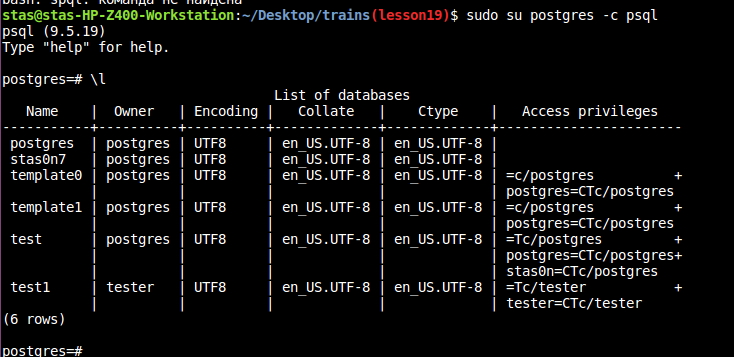 bash: spql: команда не найдена
stas@stas-HP-Z400-Workstation:~/Desktop/trains(lesson19)$ sudo su postgres -c psql
psql (9.5.19)
Type "help" for help.
postgres=# \l
                                  List of databases
   Name    |  Owner   | Encoding |   Collate   |    Ctype    |   Access privileges
-----------+----------+----------+-------------+-------------+-----------------------
 postgres  | postgres | UTF8     | en_US.UTF-8 | en_US.UTF-8 |
 stas0n7   | postgres | UTF8     | en_US.UTF-8 | en_US.UTF-8 |
 template0 | postgres | UTF8     | en_US.UTF-8 | en_US.UTF-8 | =c/postgres          +
           |          |          |             |             | postgres=CTc/postgres
 template1 | postgres | UTF8     | en_US.UTF-8 | en_US.UTF-8 | =c/postgres          +
           |          |          |             |             | postgres=CTc/postgres
 test      | postgres | UTF8     | en_US.UTF-8 | en_US.UTF-8 | =Tc/postgres         +
           |          |          |             |             | postgres=CTc/postgres+
           |          |          |             |             | stas0n=CTc/postgres
 test1     | tester   | UTF8     | en_US.UTF-8 | en_US.UTF-8 | =Tc/tester           +
           |          |          |             |             | tester=CTc/tester
(6 rows)
postgres=#